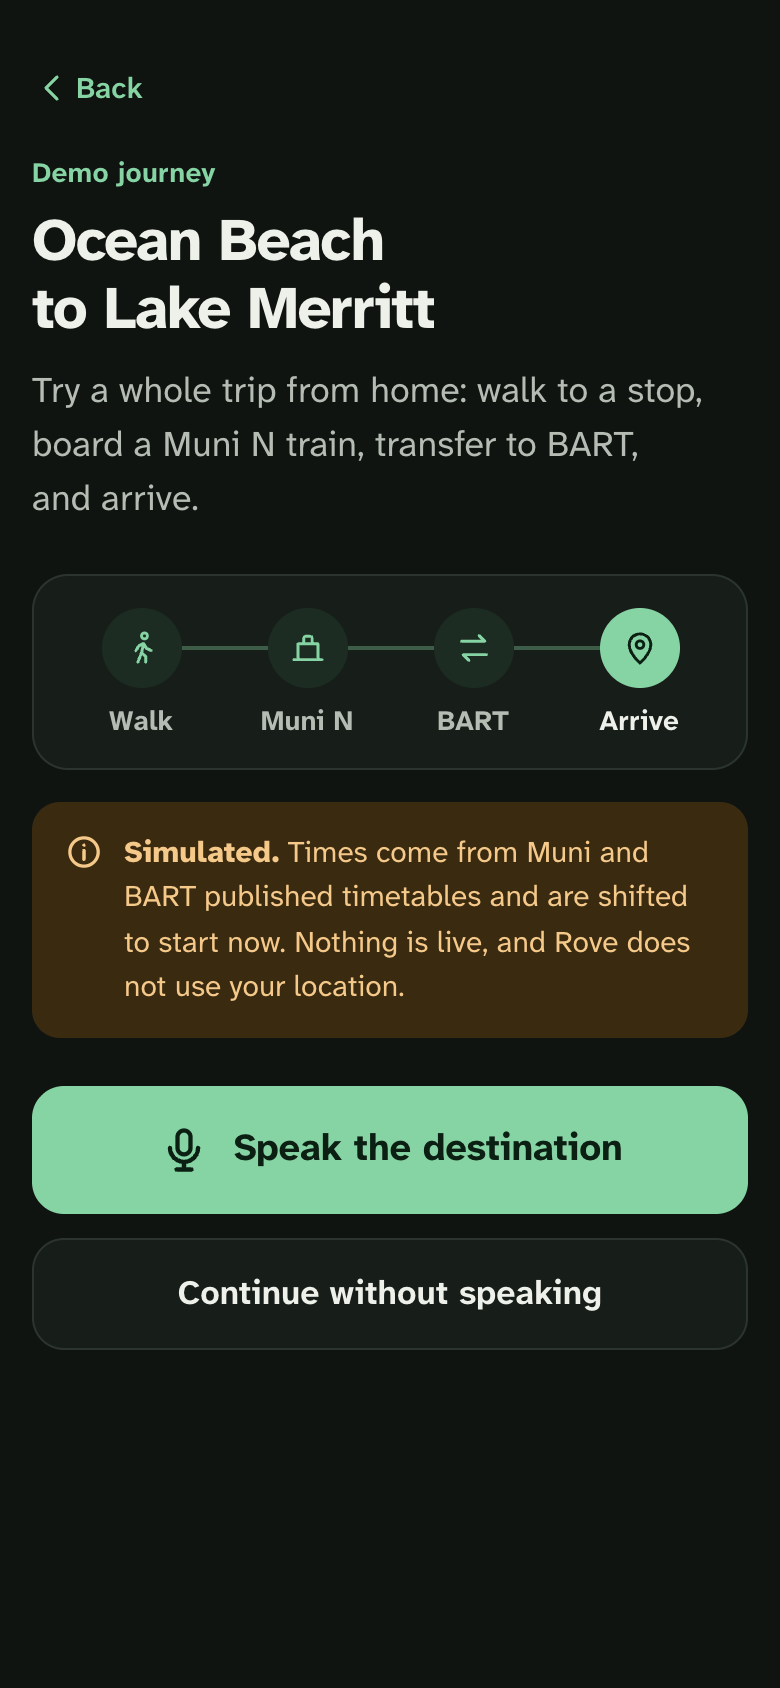 Back
Demo journey
Ocean Beach
to Lake Merritt
Try a whole trip from home: walk to a stop,
board a Muni N train, transfer to BART,
and arrive.
Walk
Muni N
BART
Arrive
Simulated. Times come from Muni and
BART published timetables and are shifted
to start now. Nothing is live, and Rove does
not use your location.
Speak the destination
Continue without speaking